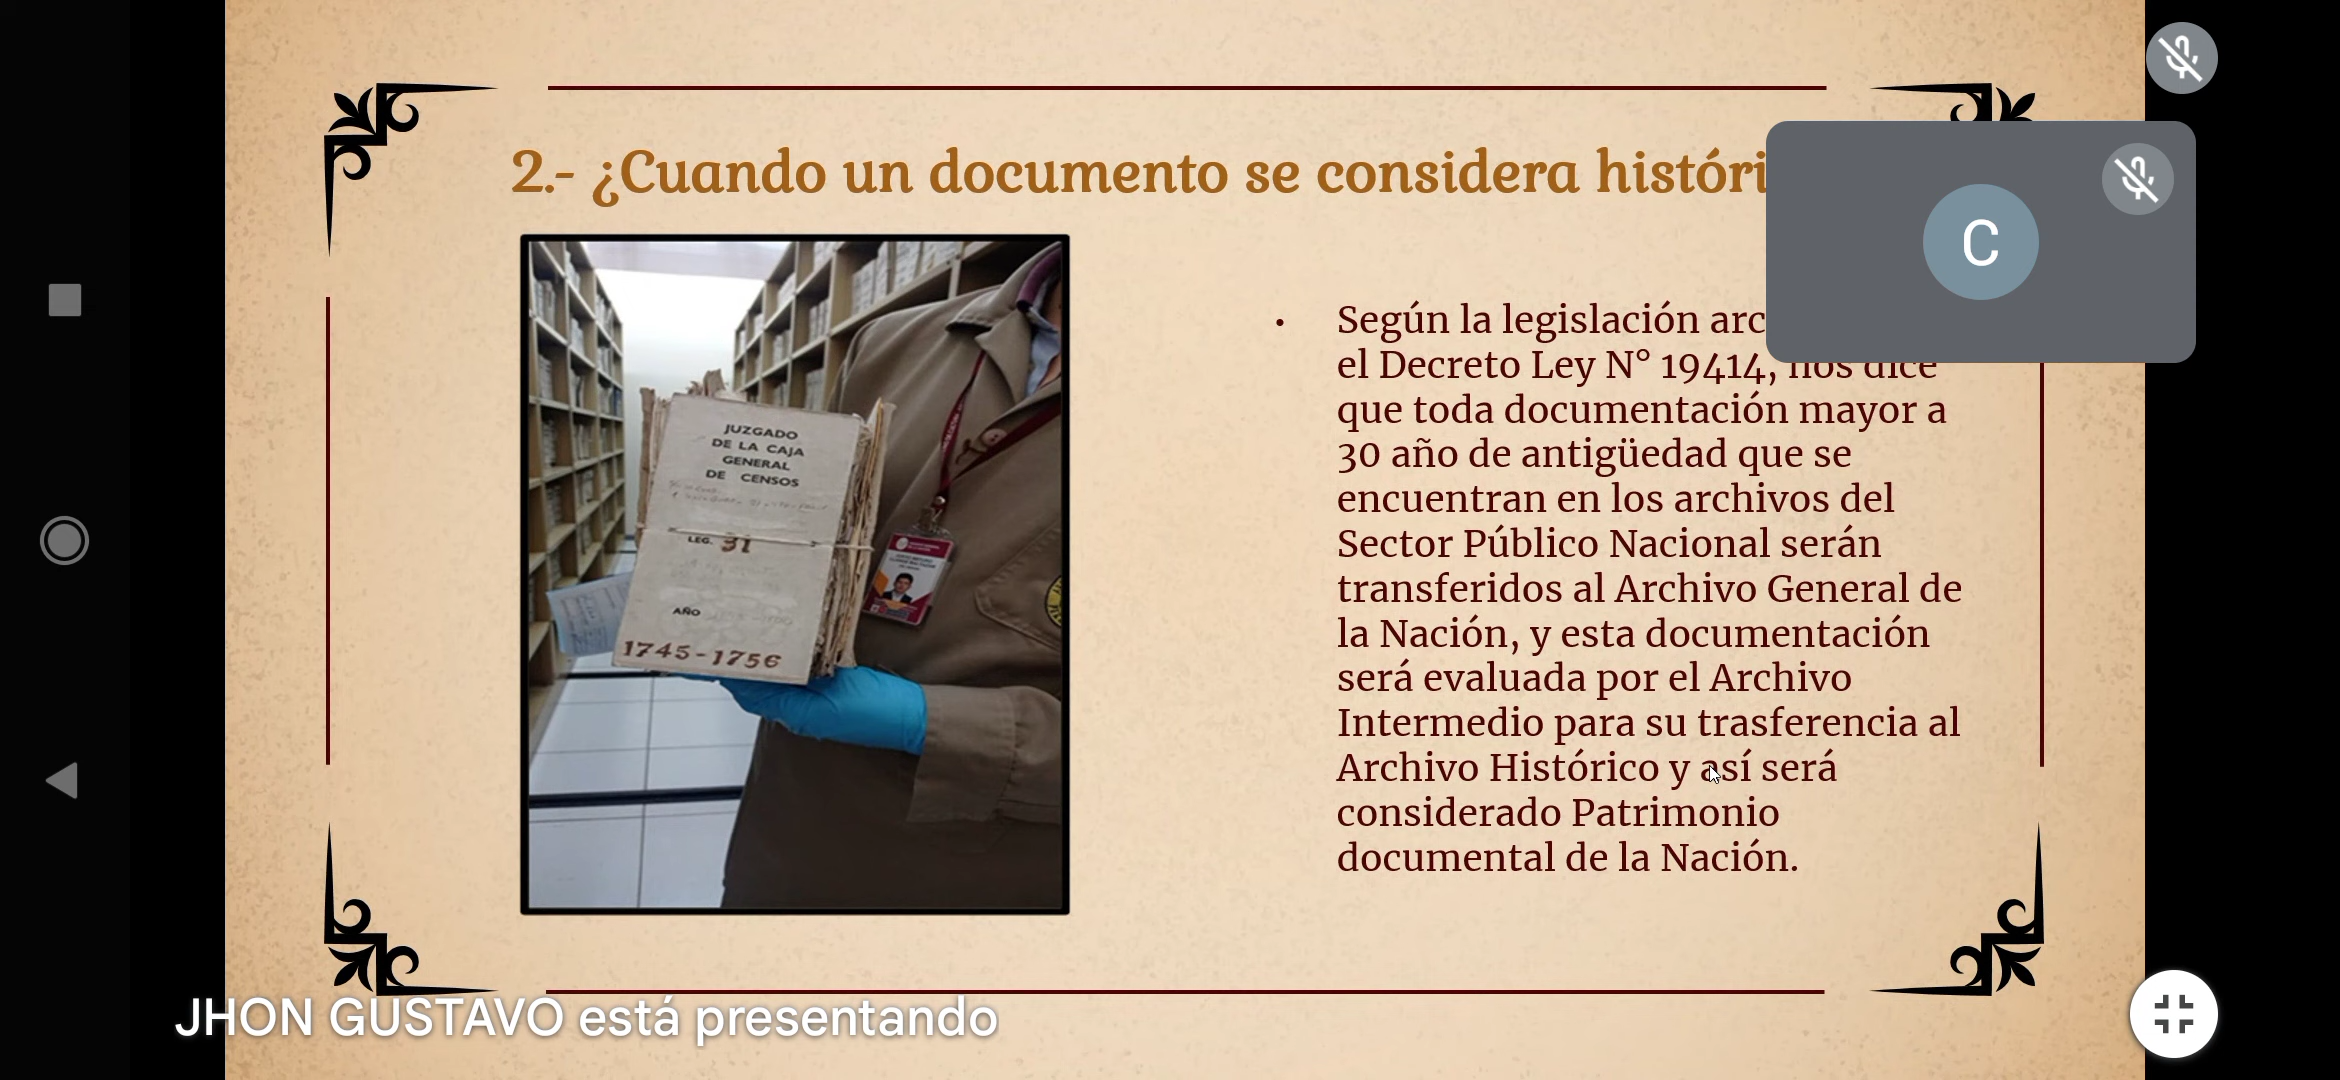 2.- ¿Cuando un documento se considera históri
C
JUZGADO
DE LA CAJA
GENERAL
DE CENSOS
LEG. 31
AÑO
1745-1756
• Según la legislación arc
el Decreto Ley N° 19414, nos dice
que toda documentación mayor a
30 año de antigüedad que se
encuentran en los archivos del
Sector Público Nacional serán
transferidos al Archivo General de
la Nación, y esta documentación
será evaluada por el Archivo
Intermedio para su trasferencia al
Archivo Histórico y así será
considerado Patrimonio
documental de la Nación.
JHON GUSTAVO está presentando